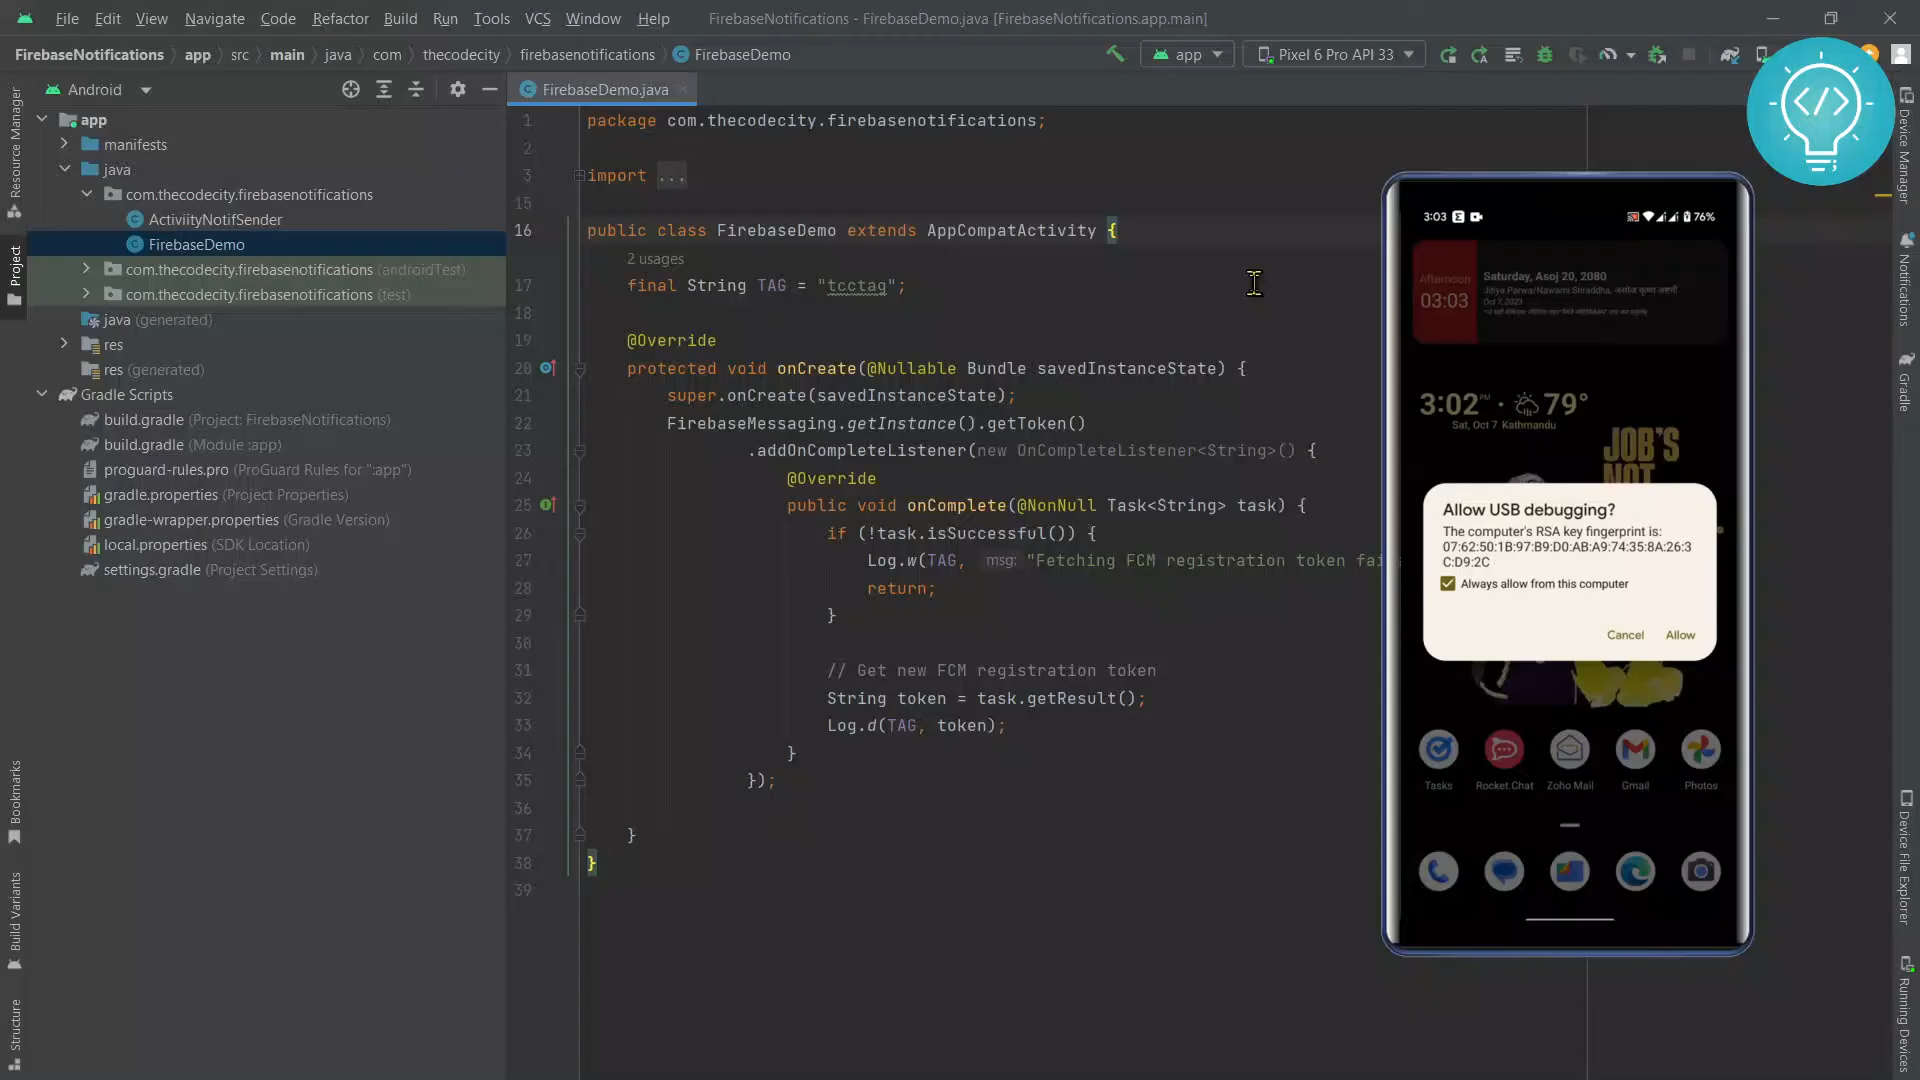 File Edit View Navigate Code Refactor Build Run Tools VCS Window Help FirebaseNotifications - FirebaseDemo.java [FirebaseNotifications.app.main]
FirebaseNotifications app src main java com thecodecity firebasenotifications FirebaseDemo app Pixel 6 Pro API 33
Android
FirebaseDemo.java
Resource Manager
Project
Bookmarks
Build Variants
Structure
app
manifests
java
com.thecodecity.firebasenotifications
ActiviityNotifSender
FirebaseDemo
com.thecodecity.firebasenotifications (androidTest)
com.thecodecity.firebasenotifications (test)
java (generated)
res
res (generated)
Gradle Scripts
build.gradle (Project: FirebaseNotifications)
build.gradle (Module :app)
proguard-rules.pro (ProGuard Rules for ":app")
gradle.properties (Project Properties)
gradle-wrapper.properties (Gradle Version)
local.properties (SDK Location)
settings.gradle (Project Settings)
1 package com.thecodecity.firebasenotifications;
2
3 import ...
15
16 public class FirebaseDemo extends AppCompatActivity {
2 usages
17 final String TAG = "tcctag";
18
19 @Override
20 protected void onCreate(@Nullable Bundle savedInstanceState) {
21 super.onCreate(savedInstanceState);
22 FirebaseMessaging.getInstance().getToken()
23 .addOnCompleteListener(new OnCompleteListener<String>() {
24 @Override
25 public void onComplete(@NonNull Task<String> task) {
26 if (!task.isSuccessful()) {
27 Log.w(TAG, msg: "Fetching FCM registration token fai
28 return;
29 }
30
31 // Get new FCM registration token
32 String token = task.getResult();
33 Log.d(TAG, token);
34 }
35 });
36
37 }
38 }
39
</>
3:03 76%
Afternoon
03:03
Saturday, Asoj 20, 2080
Jitiya Parwa/Nawami Shraddha,
Oct 7, 2023
3:02 PM · 79°
Sat, Oct 7 Kathmandu
JOB'S
NOT
Allow USB debugging?
The computer's RSA key fingerprint is:
07:62:50:1B:97:B9:D0:AB:A9:74:35:8A:26:3
C:D9:2C
Always allow from this computer
Cancel Allow
Tasks Rocket.Chat Zoho Mail Gmail Photos
Device Manager
Notifications
Gradle
Device File Explorer
Running Devices